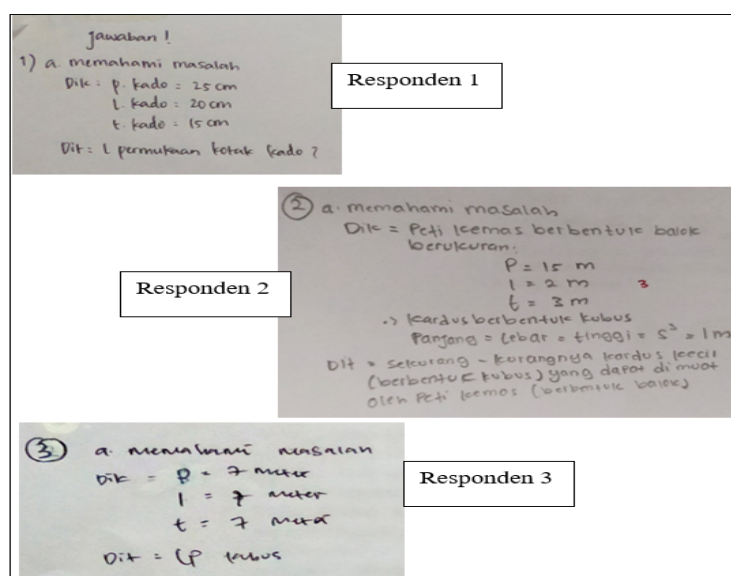 jawaban !
1) a. memahami masalah
Dik : p. kado = 25 cm
l. kado = 20 cm
t. kado = 15 cm
Dit : L permukaan kotak kado ?
Responden 1
② a. memahami masalah
Dik = Peti kemas berbentuk balok
berukuran:
P = 15 m
l = 2 m 3
t = 3 m
.> kardus berbentuk kubus
Panjang = Lebar = tinggi = s³ = 1 m
Dit = sekurang - kurangnya kardus kecil
(berbentuk kubus) yang dapat di muat
oleh Peti kemas (berbentuk balok)
Responden 2
③ a. memahami masalah
Dik = P = 7 meter
l = 7 meter
t = 7 meter
Dit = Lp kubus
Responden 3